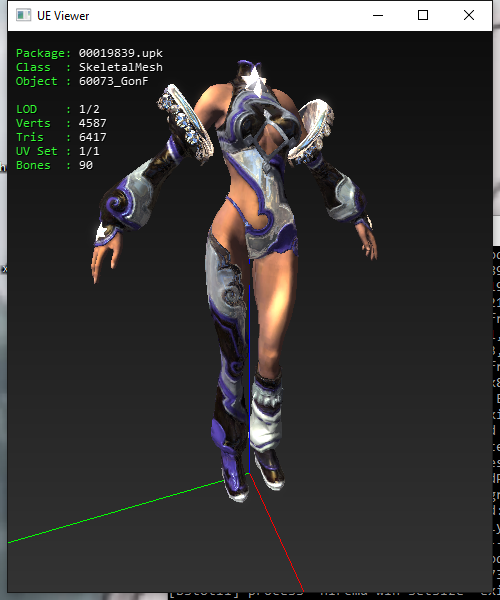 UE Viewer
Package: 00019839.upk
Class : SkeletalMesh
Object : 60073_GonF
LOD : 1/2
Verts : 4587
Tris : 6417
UV Set : 1/1
Bones : 90